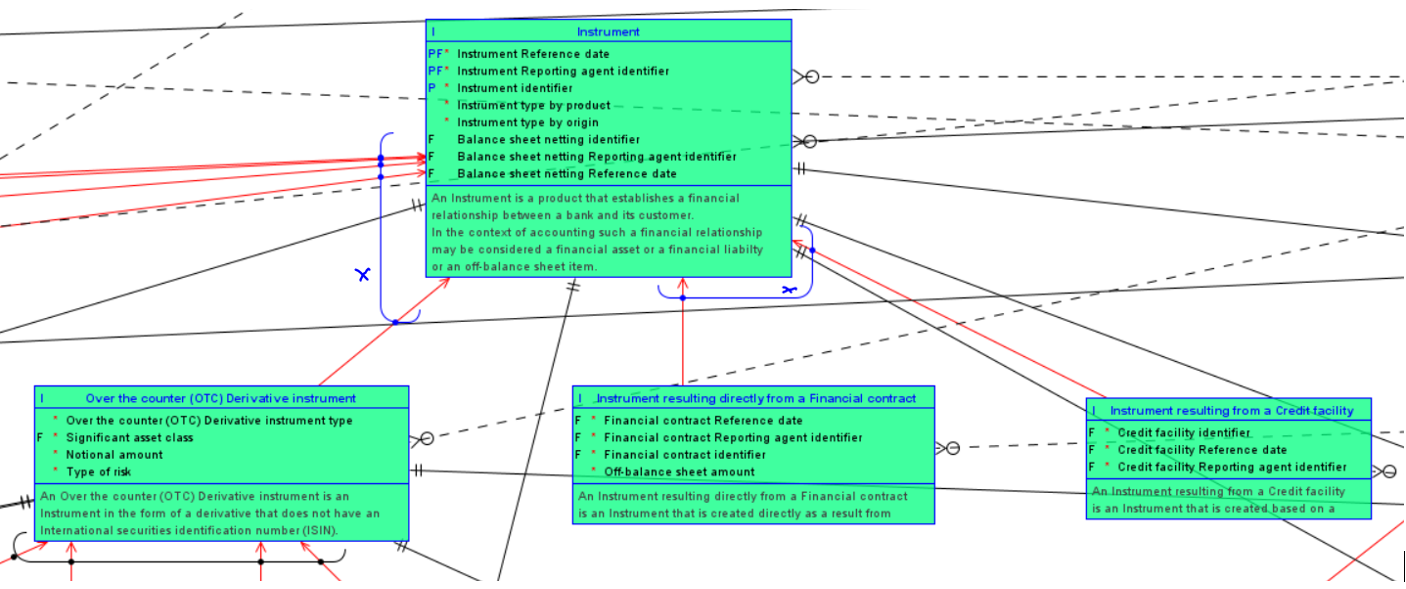 I Instrument
PF* Instrument Reference date
PF* Instrument Reporting agent identifier
P * Instrument identifier
* Instrument type by product
* Instrument type by origin
F Balance sheet netting identifier
F Balance sheet netting Reporting agent identifier
F Balance sheet netting Reference date
An Instrument is a product that establishes a financial
relationship between a bank and its customer.
In the context of accounting such a financial relationship
may be considered a financial asset or a financial liabilty
or an off-balance sheet item.
I Over the counter (OTC) Derivative instrument
* Over the counter (OTC) Derivative instrument type
F * Significant asset class
* Notional amount
* Type of risk
An Over the counter (OTC) Derivative instrument is an
Instrument in the form of a derivative that does not have an
International securities identification number (ISIN).
I Instrument resulting directly from a Financial contract
F * Financial contract Reference date
F * Financial contract Reporting agent identifier
F * Financial contract identifier
* Off-balance sheet amount
An Instrument resulting directly from a Financial contract
is an Instrument that is created directly as a result from
I Instrument resulting from a Credit facility
F * Credit facility identifier
F * Credit facility Reference date
F * Credit facility Reporting agent identifier
An Instrument resulting from a Credit facility
is an Instrument that is created based on a